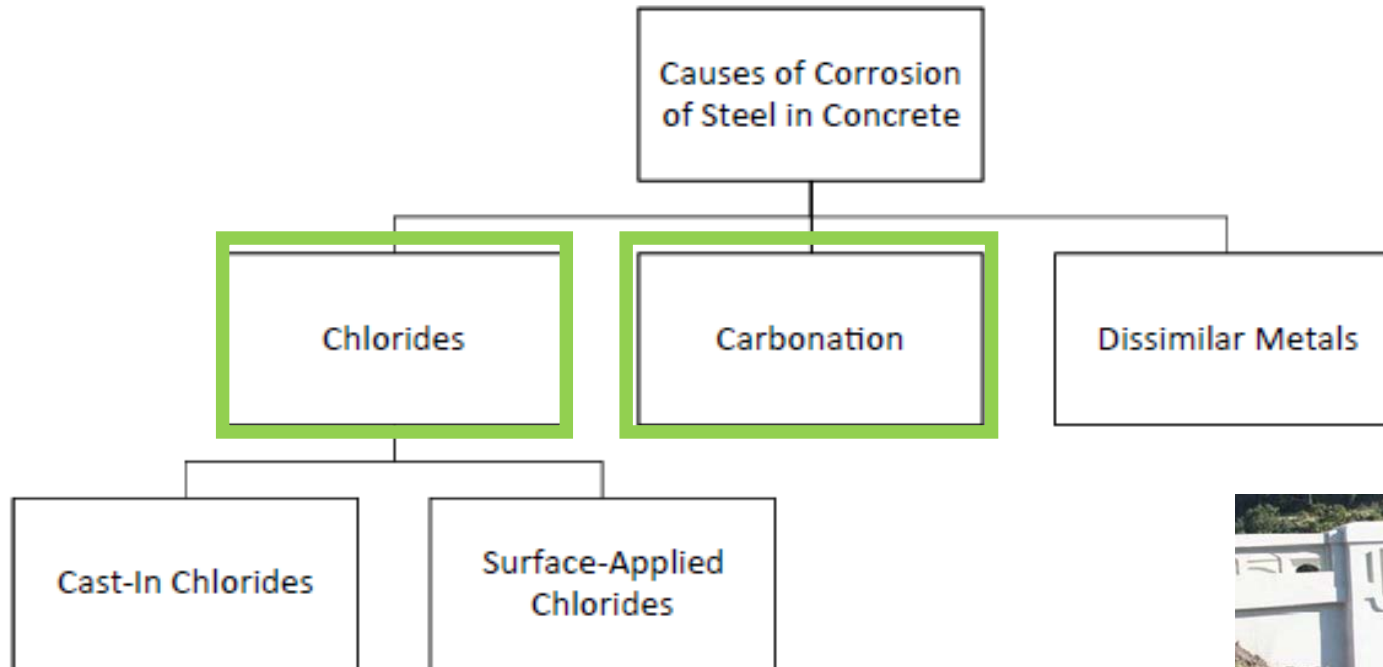 Causes of Corrosion
of Steel in Concrete
Chlorides
Carbonation
Dissimilar Metals
Cast-In Chlorides
Surface-Applied
Chlorides